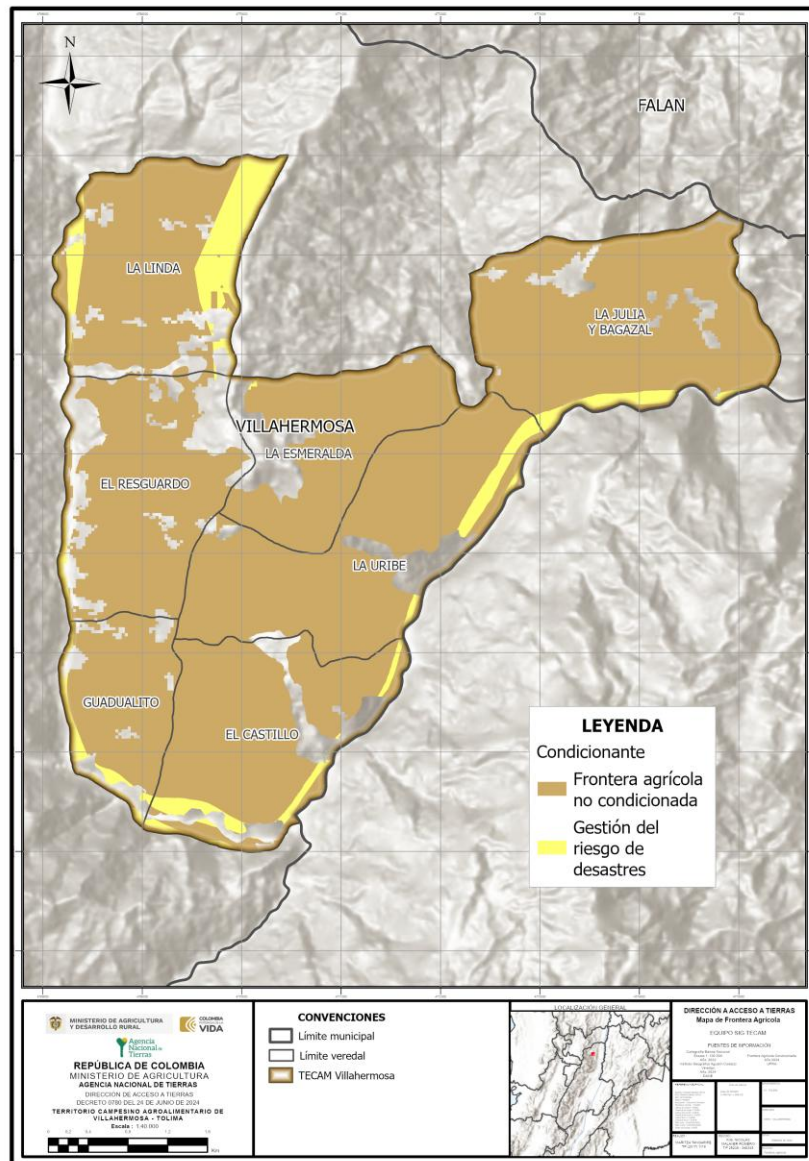 N
FALAN
LA LINDA
LA JULIA
Y BAGAZAL
VILLAHERMOSA
LA ESMERALDA
EL RESGUARDO
LA URIBE
GUADUALITO
EL CASTILLO
LEYENDA
Condicionante
Frontera agrícola
no condicionada
Gestión del
riesgo de
desastres
MINISTERIO DE AGRICULTURA
Y DESARROLLO RURAL
COLOMBIA
VIDA
Agencia
Nacional de
Tierras
REPÚBLICA DE COLOMBIA
MINISTERIO DE AGRICULTURA
AGENCIA NACIONAL DE TIERRAS
DIRECCIÓN DE ACCESO A TIERRAS
DECRETO 0780 DEL 24 DE JUNIO DE 2024
TERRITORIO CAMPESINO AGROALIMENTARIO DE
VILLAHERMOSA - TOLIMA
Escala : 1:40.000
CONVENCIONES
Límite municipal
Límite veredal
TECAM Villahermosa
LOCALIZACIÓN GENERAL
DIRECCIÓN A ACCESO A TIERRAS
Mapa de Frontera Agrícola
EQUIPO SIG TECAM
FUENTES DE INFORMACIÓN